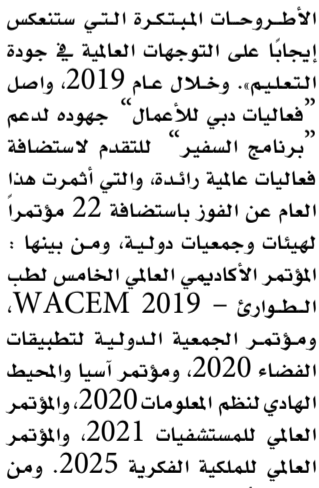 الأطروحات المبتكرة التي ستنعكس
إيجابًا على التوجهات العالمية في جودة
التعليم». وخلال عام 2019، واصل
”فعاليات دبي للأعمال“ جهوده لدعم
”برنامج السفير“ للتقدم لاستضافة
فعاليات عالمية رائدة، والتي أثمرت هذا
العام عن الفوز باستضافة 22 مؤتمراً
لهيئات وجمعيات دولية، ومن بينها :
المؤتمر الأكاديمي العالمي الخامس لطب
الطوارئ – WACEM 2019،
ومؤتمر الجمعية الدولية لتطبيقات
الفضاء 2020، ومؤتمر آسيا والمحيط
الهادي لنظم المعلومات 2020، والمؤتمر
العالمي للمستشفيات 2021، والمؤتمر
العالمي للملكية الفكرية 2025. ومن